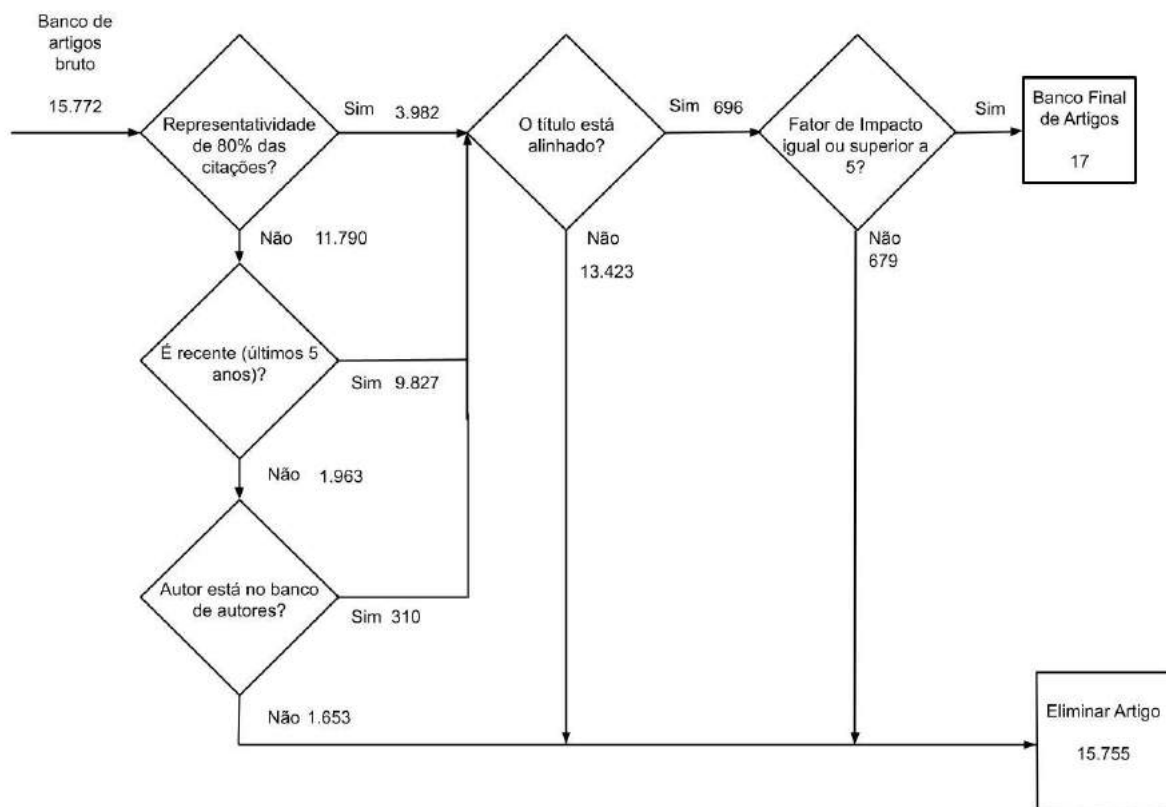 Banco de
artigos
bruto
15.772
Representatividade
de 80% das
citações?
Sim 3.982
O título está
alinhado?
Sim 696
Fator de Impacto
igual ou superior a
5?
Sim
Banco Final
de Artigos
17
Não 11.790
Não
13.423
Não
679
É recente (últimos 5
anos)?
Sim 9.827
Não 1.963
Autor está no banco
de autores?
Sim 310
Não 1.653
Eliminar Artigo
15.755